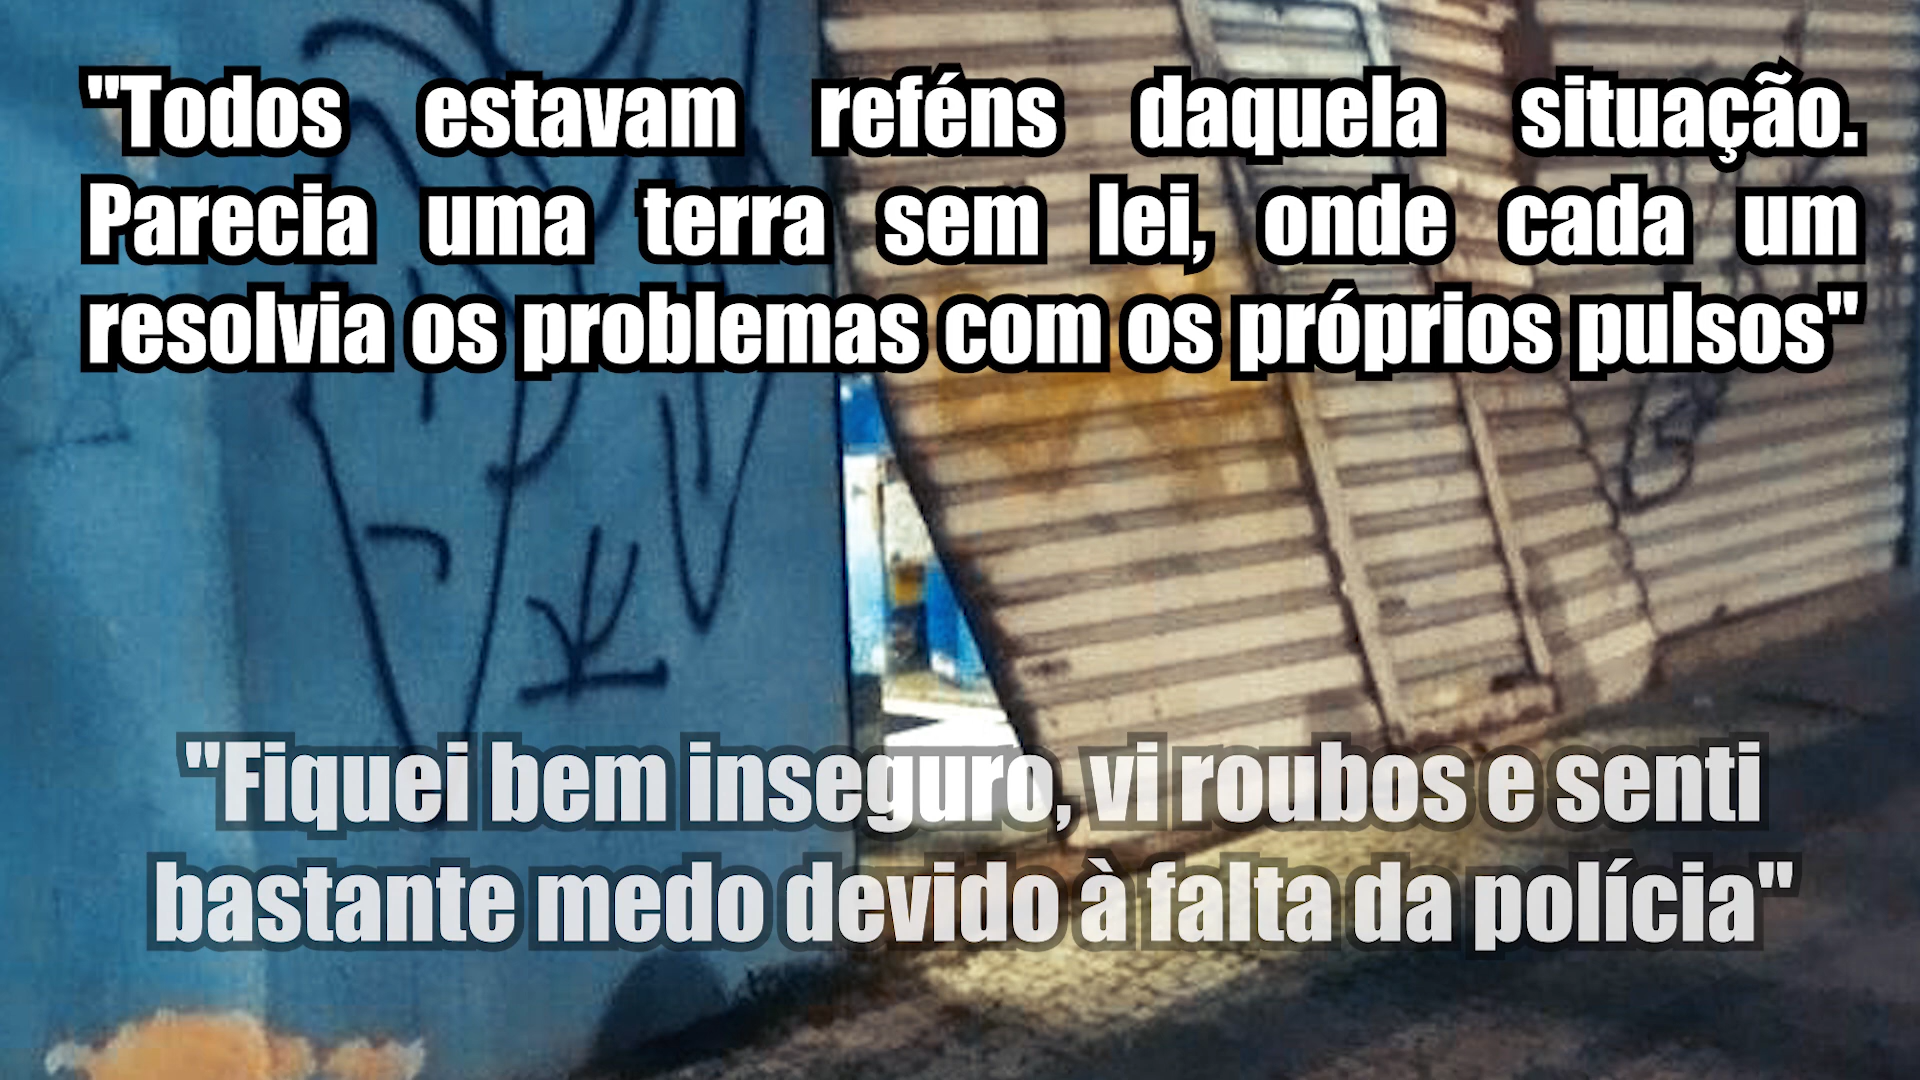 "Todos estavam reféns daquela situação.
Parecia uma terra sem lei, onde cada um
resolvia os problemas com os próprios pulsos"
"Fiquei bem inseguro, vi roubos e senti
bastante medo devido à falta da polícia"